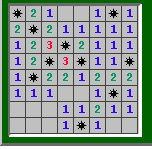 2 1 1 1
2 2 1 1 1 1 1
1 2 3 2 1 1 1
1 2 3 1 1
1 2 2 1 2 2 2
1 1 1 1 1
1 1 2 1 1
1 1